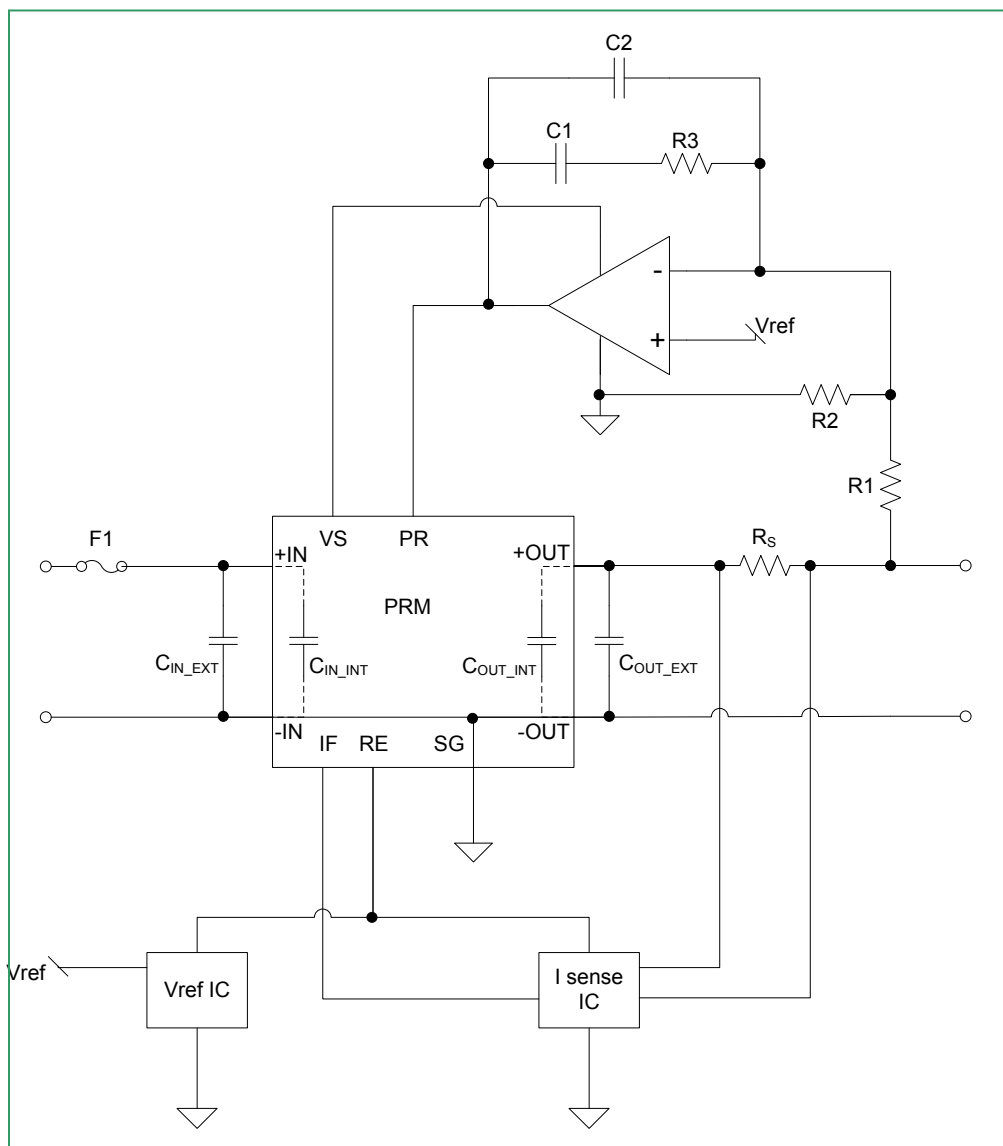 C2
C1
R3
-
+
Vref
R2
R1
F1
VS
PR
+IN
+OUT
RS
PRM
CIN_EXT
CIN_INT
COUT_INT
COUT_EXT
-IN
-OUT
IF
RE
SG
Vref
Vref IC
I sense
IC